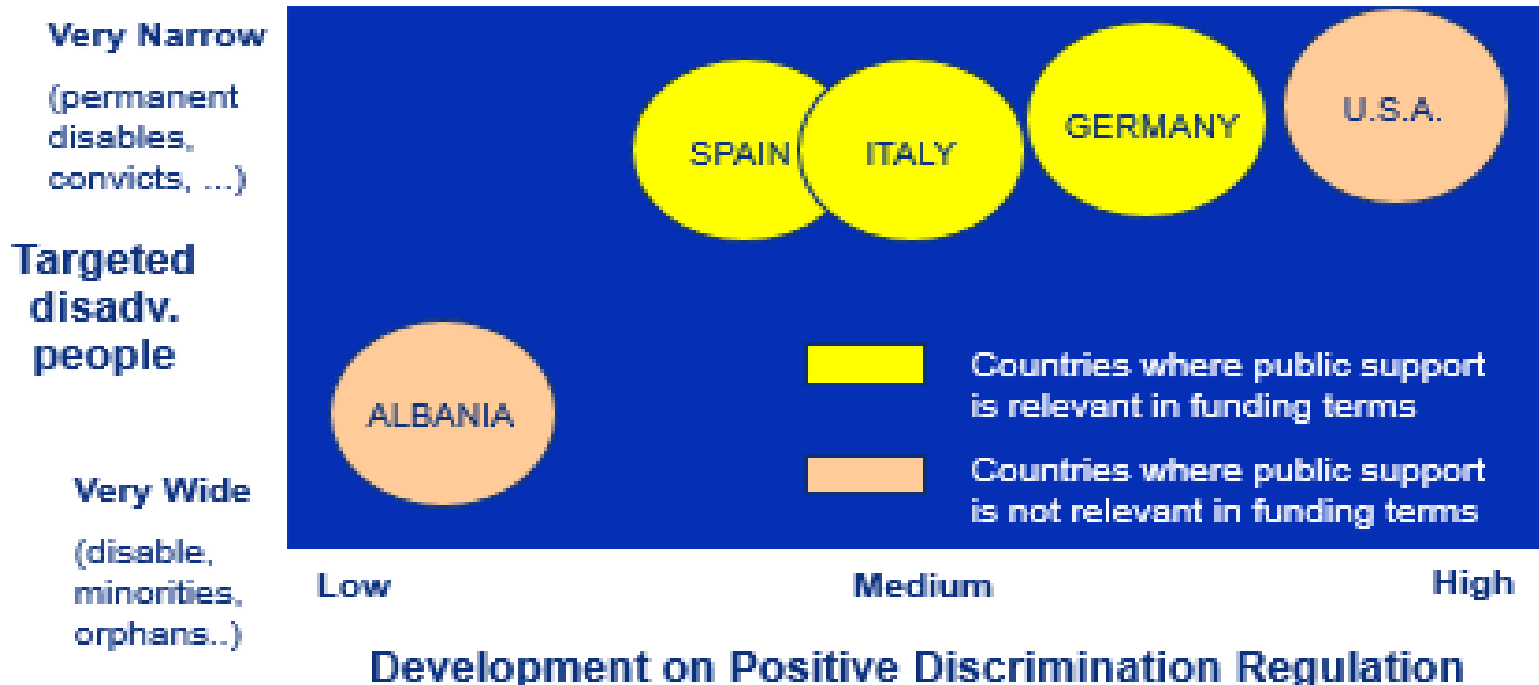 Very Narrow
(permanent
disables,
convicts, ...)
Targeted
disadv.
people
Very Wide
(disable,
minorities,
orphans..)
SPAIN
ITALY
GERMANY
U.S.A.
ALBANIA
Countries where public support
is relevant in funding terms
Countries where public support
is not relevant in funding terms
Low
Medium
High
Development on Positive Discrimination Regulation